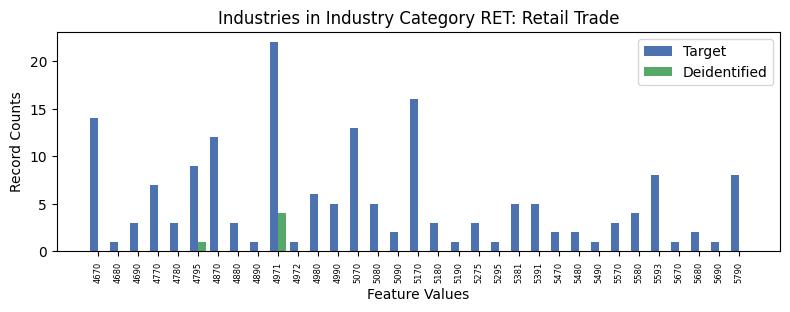 Industries in Industry Category RET: Retail Trade
Target
Deidentified
Record Counts
20
15
10
5
0
4670 4680 4690 4770 4780 4795 4870 4880 4890 4971 4972 4980 4990 5070 5080 5090 5170 5180 5190 5275 5295 5381 5391 5470 5480 5490 5570 5580 5593 5670 5680 5690 5790
Feature Values